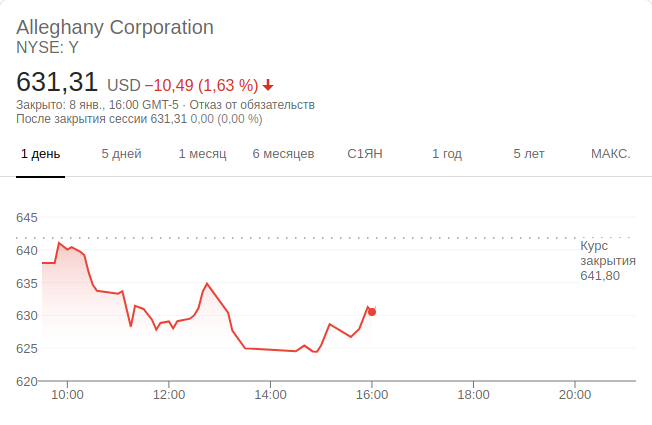 Alleghany Corporation
NYSE: Y
631,31 USD −10,49 (1,63 %)
Закрыто: 8 янв., 16:00 GMT-5 · Отказ от обязательств
После закрытия сессии 631,31 0,00 (0,00 %)
1 день 5 дней 1 месяц 6 месяцев С1ЯН 1 год 5 лет МАКС.
645
640
635
630
625
620
Курс
закрытия
641,80
10:00 12:00 14:00 16:00 18:00 20:00